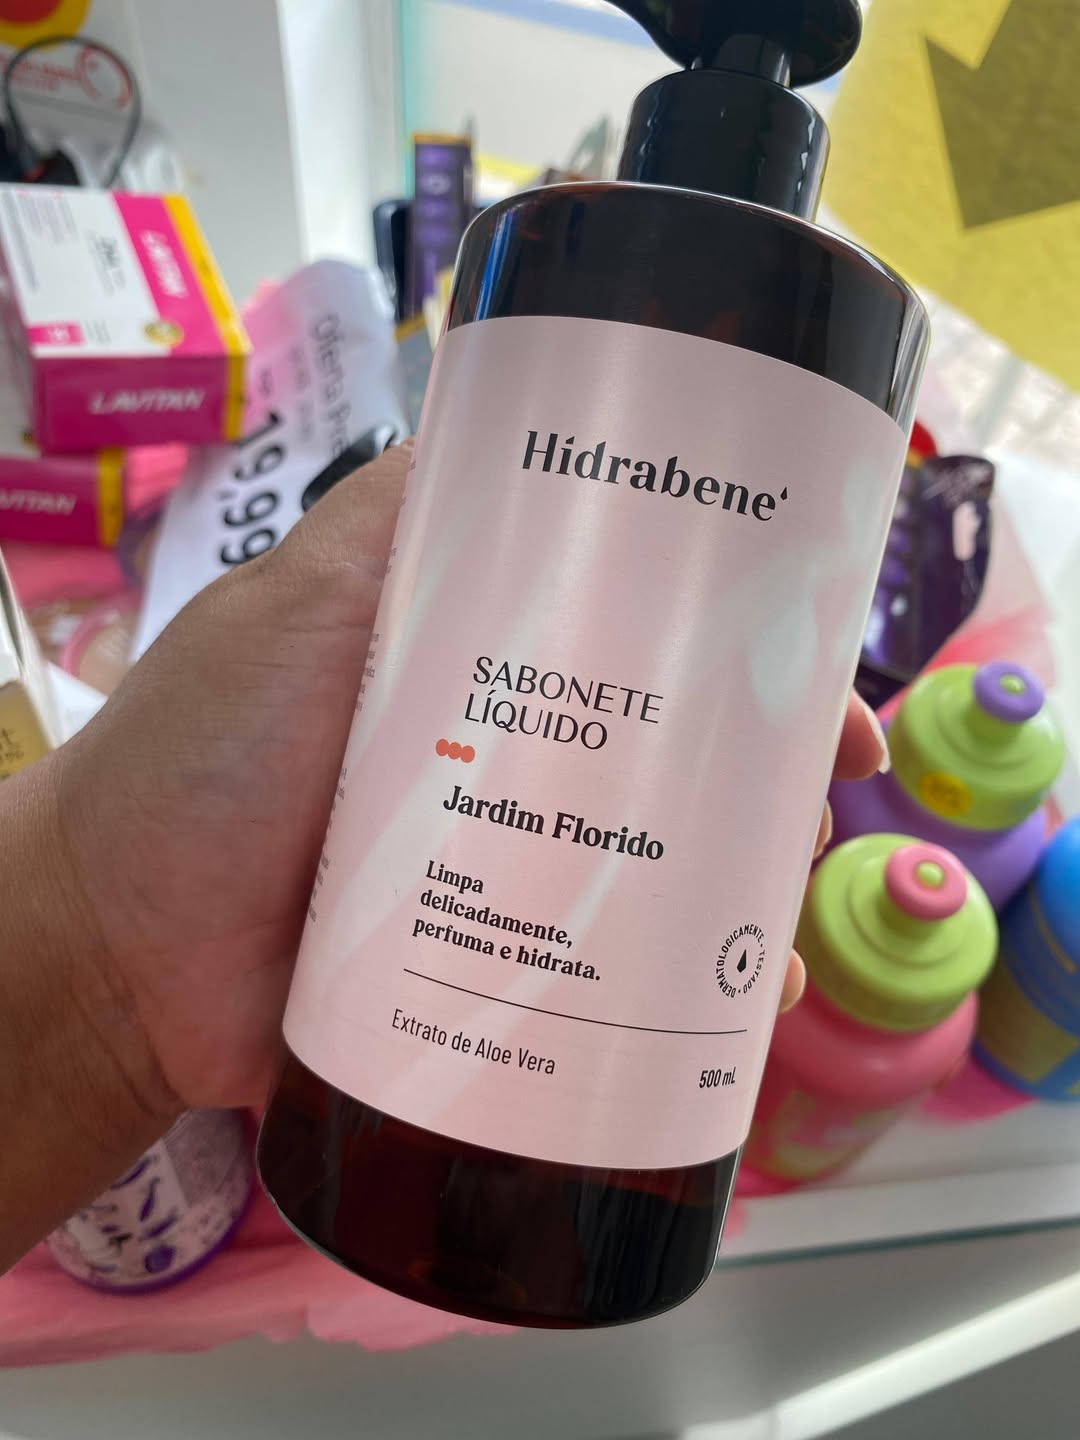 Hidrabene
SABONETE
LÍQUIDO
Jardim Florido
Limpa
delicadamente,
perfuma e hidrata.
DERMATOLOGICAMENTE • TESTADO •
Extrato de Aloe Vera
500 mL
LAVITAN
LAVITAN
Oferta
19,99